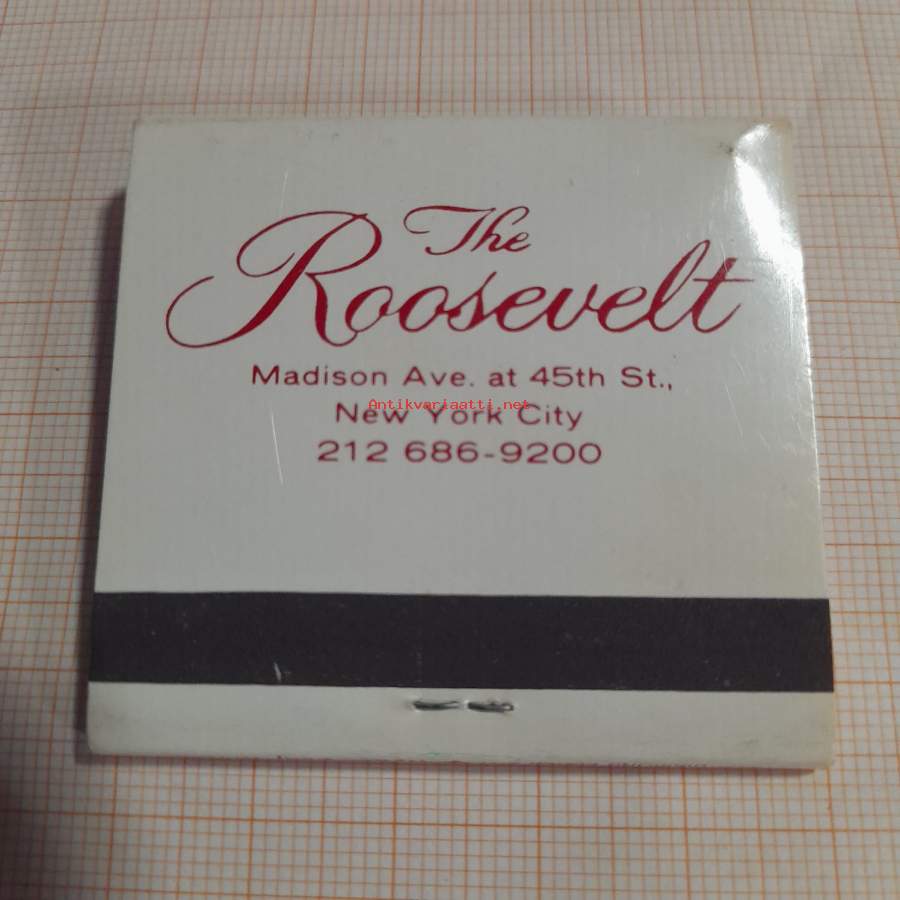 The
Roosevelt
Madison Ave. at 45th St.,
Antikvariaatti.net
New York City
212 686-9200